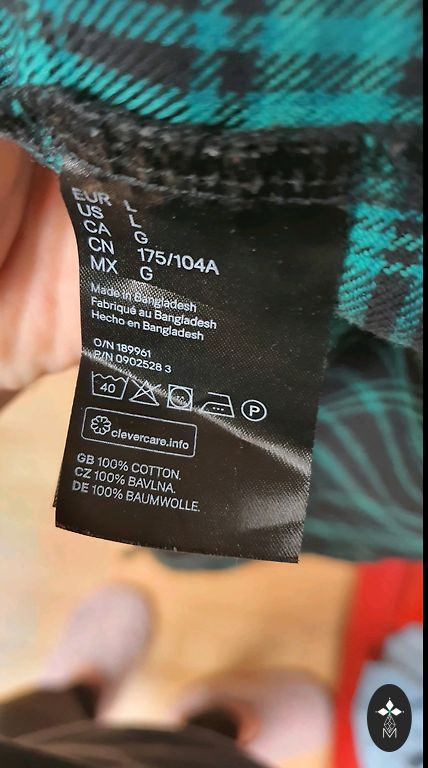 EUR L
US L
CA G
CN 175/104A
MX G
Made in Bangladesh
Fabriqué au Bangladesh
Hecho en Bangladesh
O/N 189961
P/N 0902528 3
40 P
clevercare.info
GB 100% COTTON.
CZ 100% BAVLNA.
DE 100% BAUMWOLLE.
M